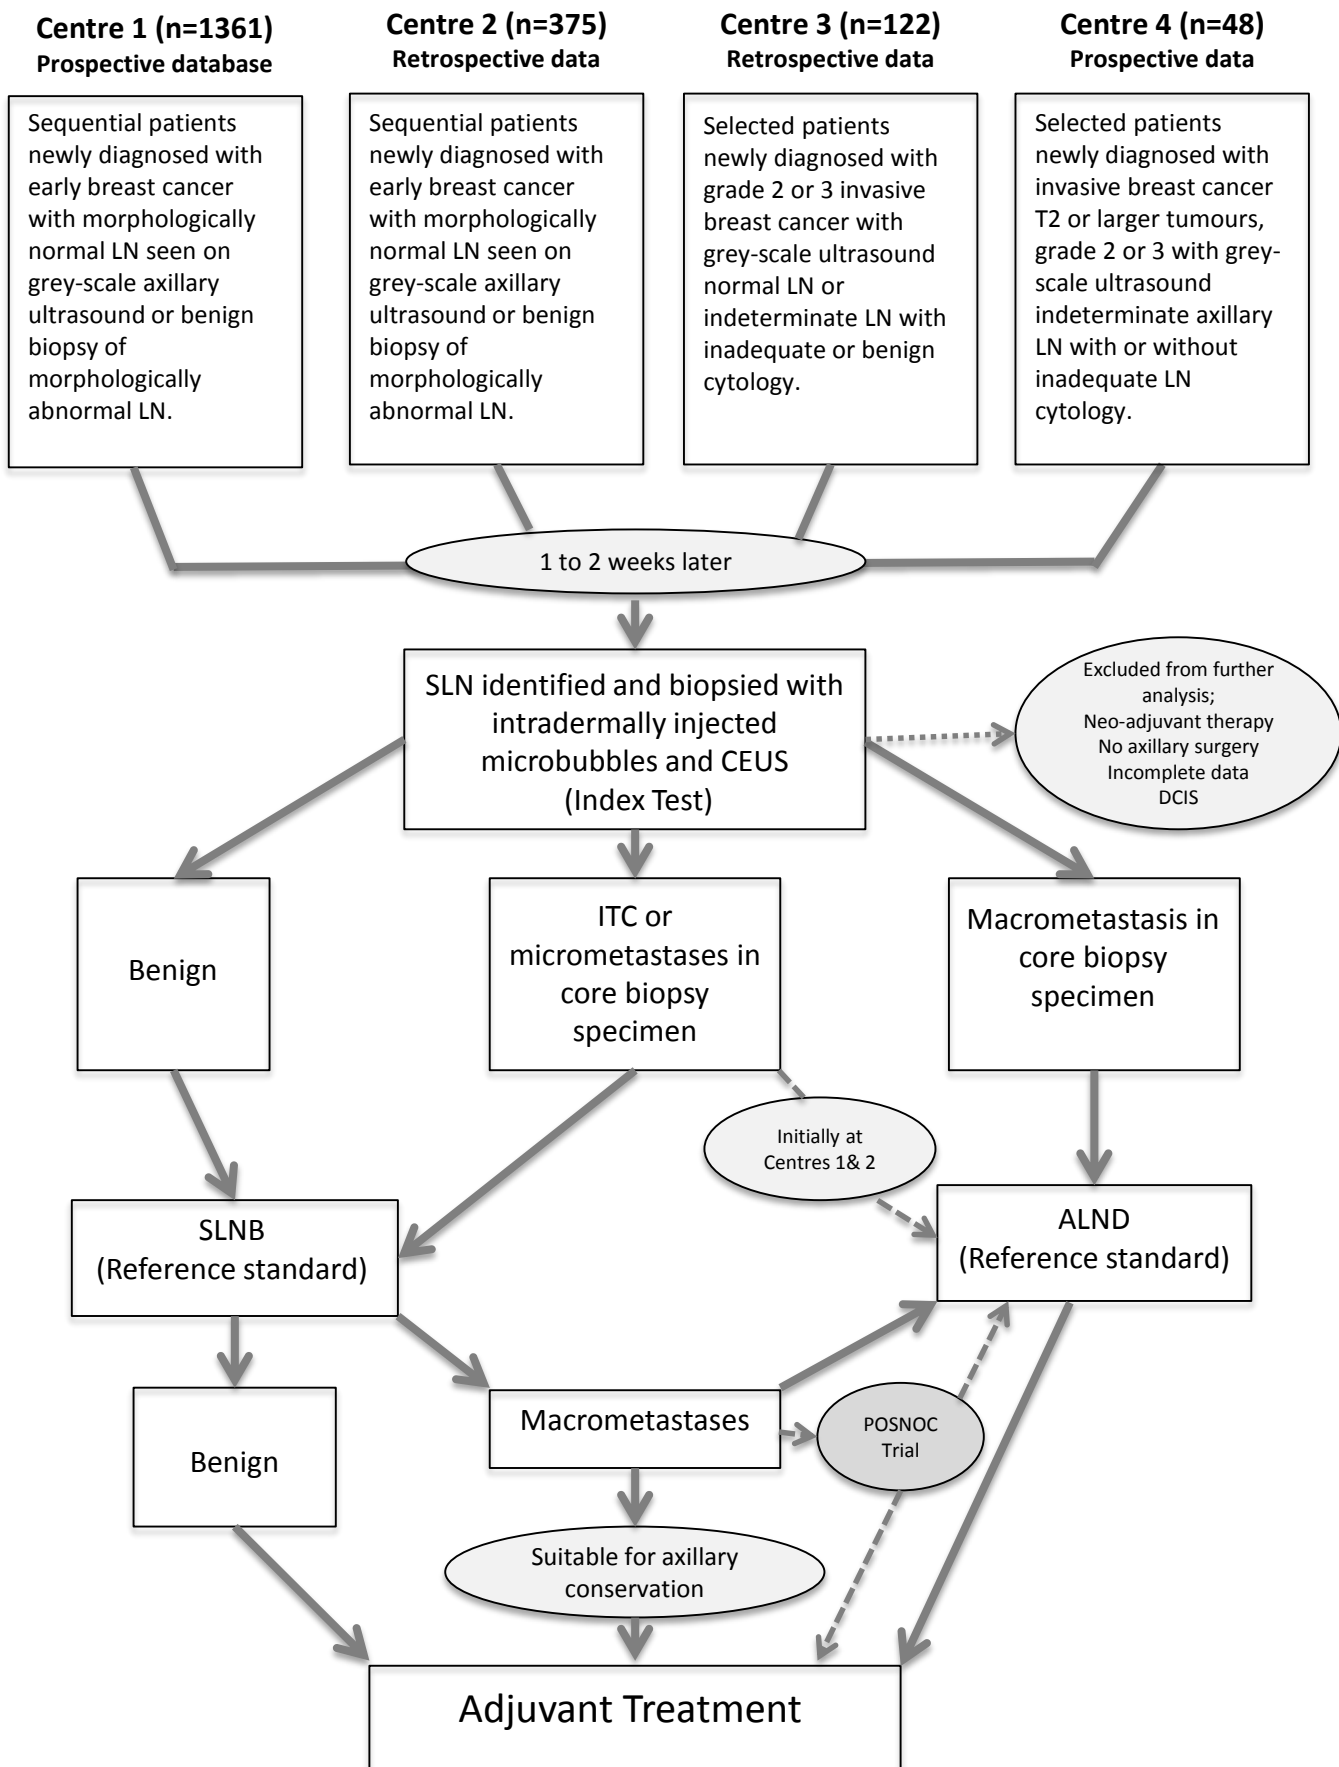 Centre 1 (n=1361)
Prospective database
Sequential patients
newly diagnosed with
early breast cancer
with morphologically
normal LN seen on
grey-scale axillary
ultrasound or benign
biopsy of
morphologically
abnormal LN.
Centre 2 (n=375)
Retrospective data
Sequential patients
newly diagnosed with
early breast cancer
with morphologically
normal LN seen on
grey-scale axillary
ultrasound or benign
biopsy of
morphologically
abnormal LN.
Centre 3 (n=122)
Retrospective data
Selected patients
newly diagnosed with
grade 2 or 3 invasive
breast cancer with
grey-scale ultrasound
normal LN or
indeterminate LN with
inadequate or benign
cytology.
Centre 4 (n=48)
Prospective data
Selected patients
newly diagnosed with
invasive breast cancer
T2 or larger tumours,
grade 2 or 3 with grey-
scale ultrasound
indeterminate axillary
LN with or without
inadequate LN
cytology.
1 to 2 weeks later
SLN identified and biopsied with
intradermally injected
microbubbles and CEUS
(Index Test)
Excluded from further
analysis;
Neo-adjuvant therapy
No axillary surgery
Incomplete data
DCIS
Benign
ITC or
micrometastases in
core biopsy
specimen
Macrometastasis in
core biopsy
specimen
Initially at
Centres 1& 2
SLNB
(Reference standard)
ALND
(Reference standard)
Benign
Macrometastases
POSNOC
Trial
Suitable for axillary
conservation
Adjuvant Treatment